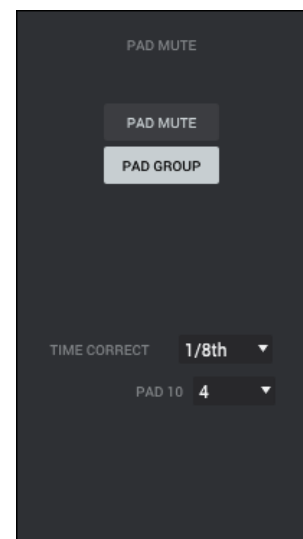 PAD MUTE
PAD MUTE
PAD GROUP
TIME CORRECT 1/8th
PAD 10 4